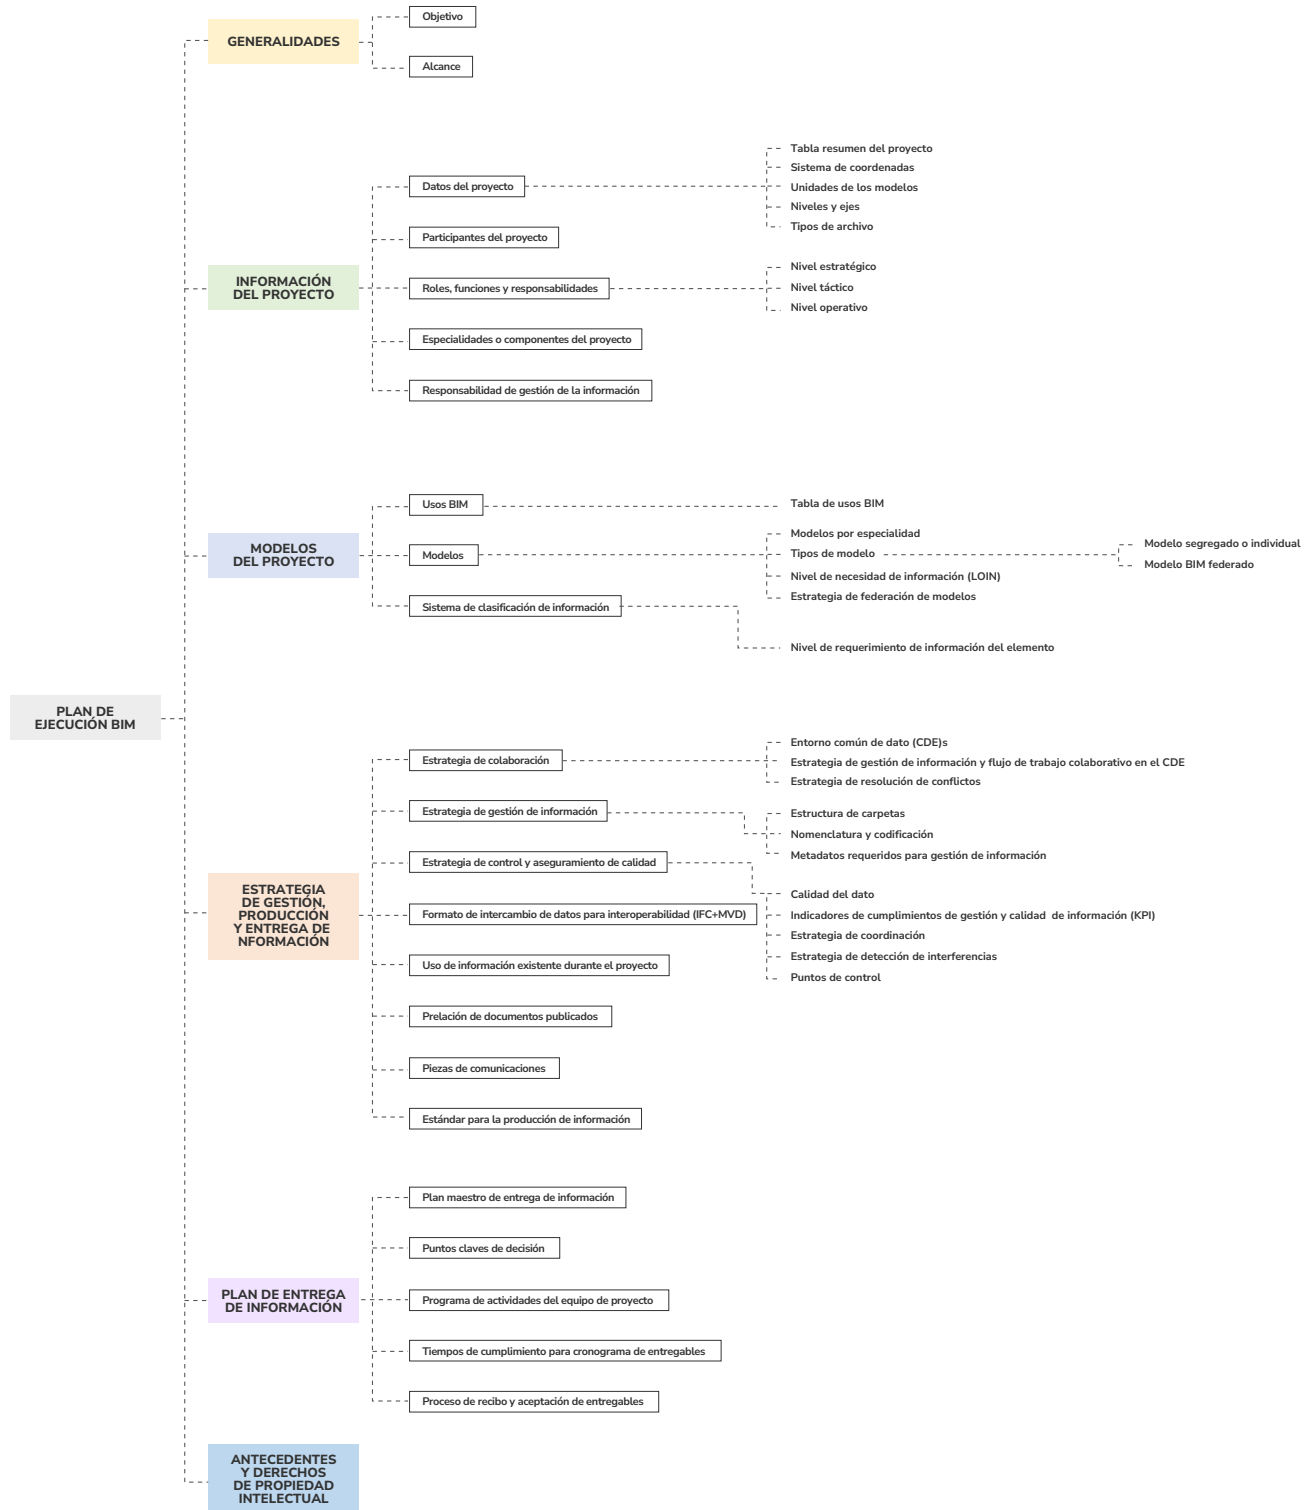 PLAN DE
EJECUCIÓN BIM
GENERALIDADES
Objetivo
Alcance
INFORMACIÓN
DEL PROYECTO
Datos del proyecto
Tabla resumen del proyecto
Sistema de coordenadas
Unidades de los modelos
Niveles y ejes
Tipos de archivo
Participantes del proyecto
Roles, funciones y responsabilidades
Nivel estratégico
Nivel táctico
Nivel operativo
Especialidades o componentes del proyecto
Responsabilidad de gestión de la información
MODELOS
DEL PROYECTO
Usos BIM
Tabla de usos BIM
Modelos
Modelos por especialidad
Tipos de modelo
Modelo segregado o individual
Modelo BIM federado
Nivel de necesidad de información (LOIN)
Estrategia de federación de modelos
Sistema de clasificación de información
Nivel de requerimiento de información del elemento
ESTRATEGIA
DE GESTIÓN,
PRODUCCIÓN
Y ENTREGA DE
NFORMACIÓN
Estrategia de colaboración
Entorno común de dato (CDE)s
Estrategia de gestión de información y flujo de trabajo colaborativo en el CDE
Estrategia de resolución de conflictos
Estrategia de gestión de información
Estructura de carpetas
Nomenclatura y codificación
Metadatos requeridos para gestión de información
Estrategia de control y aseguramiento de calidad
Calidad del dato
Indicadores de cumplimientos de gestión y calidad  de información (KPI)
Estrategia de coordinación
Estrategia de detección de interferencias
Puntos de control
Formato de intercambio de datos para interoperabilidad (IFC+MVD)
Uso de información existente durante el proyecto
Prelación de documentos publicados
Piezas de comunicaciones
Estándar para la producción de información
PLAN DE ENTREGA
DE INFORMACIÓN
Plan maestro de entrega de información
Puntos claves de decisión
Programa de actividades del equipo de proyecto
Tiempos de cumplimiento para cronograma de entregables
Proceso de recibo y aceptación de entregables
ANTECEDENTES
Y DERECHOS
DE PROPIEDAD
INTELECTUAL